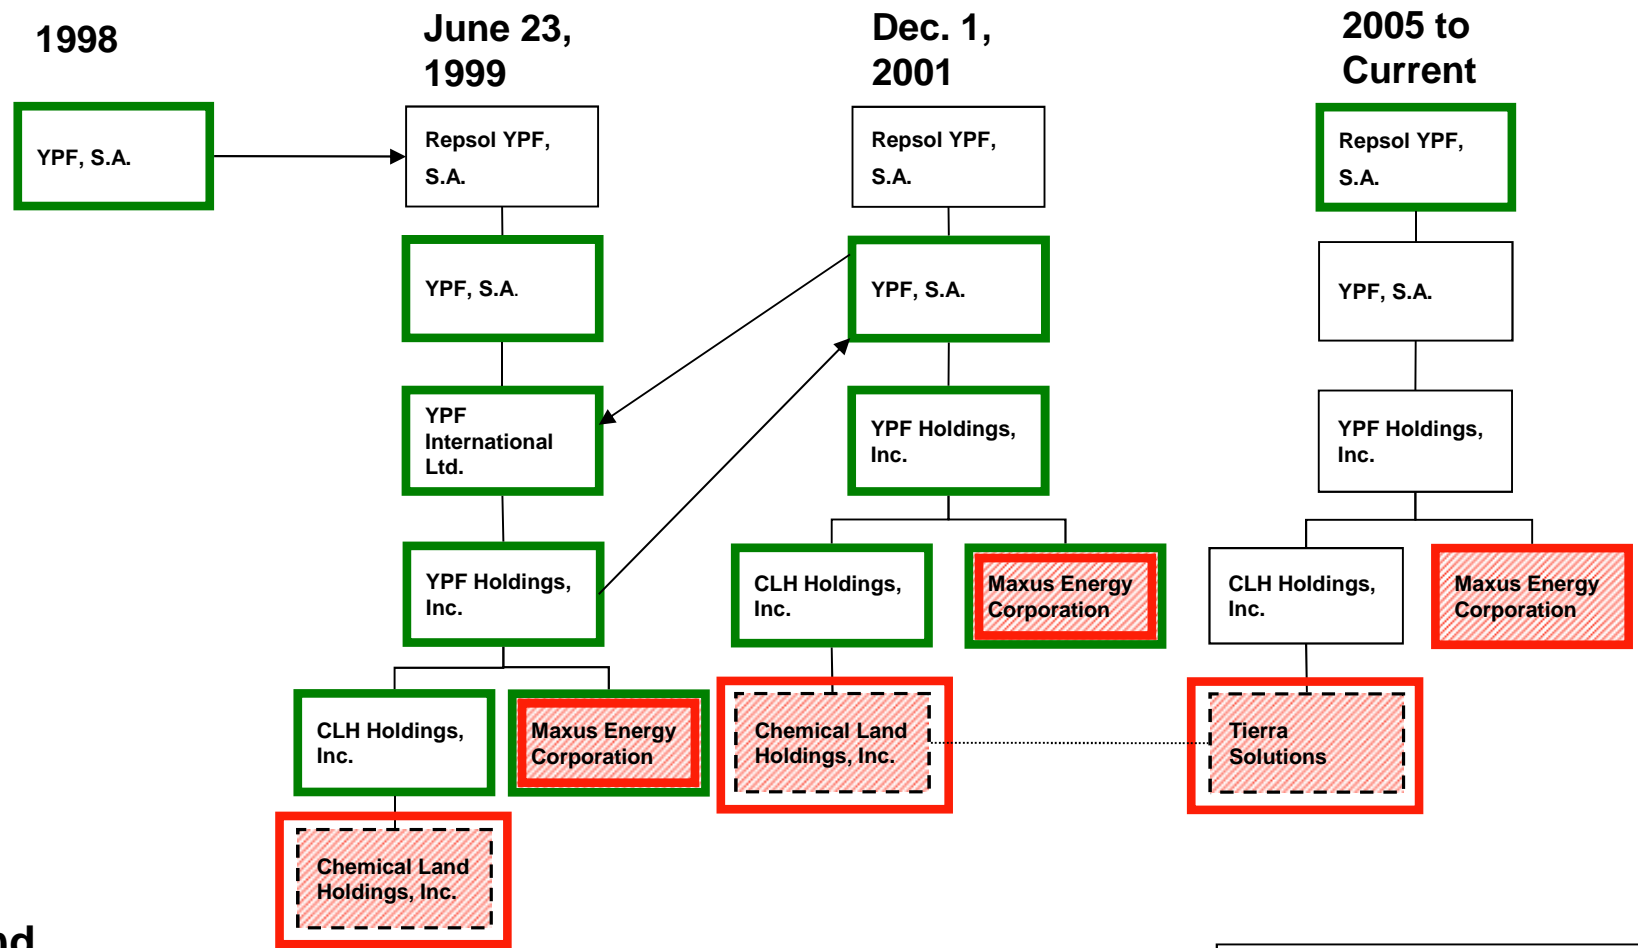 1998
June 23,
1999
Dec. 1,
2001
2005 to
Current
YPF, S.A.
Repsol YPF,
S.A.
Repsol YPF,
S.A.
Repsol YPF,
S.A.
YPF, S.A.
YPF, S.A.
YPF, S.A.
YPF
International
Ltd.
YPF Holdings,
Inc.
YPF Holdings,
Inc.
YPF Holdings,
Inc.
CLH Holdings,
Inc.
Maxus Energy
Corporation
CLH Holdings,
Inc.
Maxus Energy
Corporation
CLH Holdings,
Inc.
Maxus Energy
Corporation
Chemical Land
Holdings, Inc.
Tierra
Solutions
Chemical Land
Holdings, Inc.